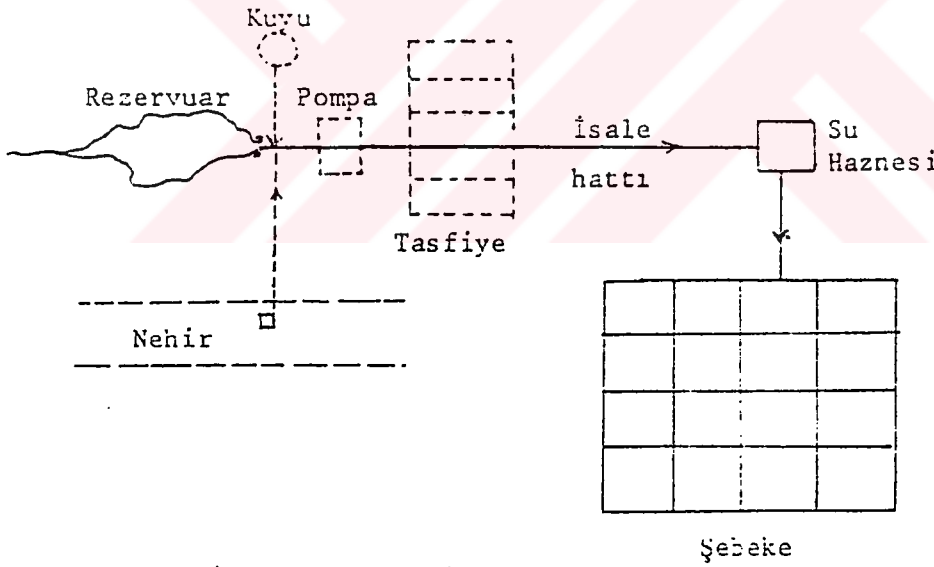 Kuyu
Rezervuar
Pompa
İsale
hattı
Su
Haznesi
Tasfiye
Nehir
Şebeke